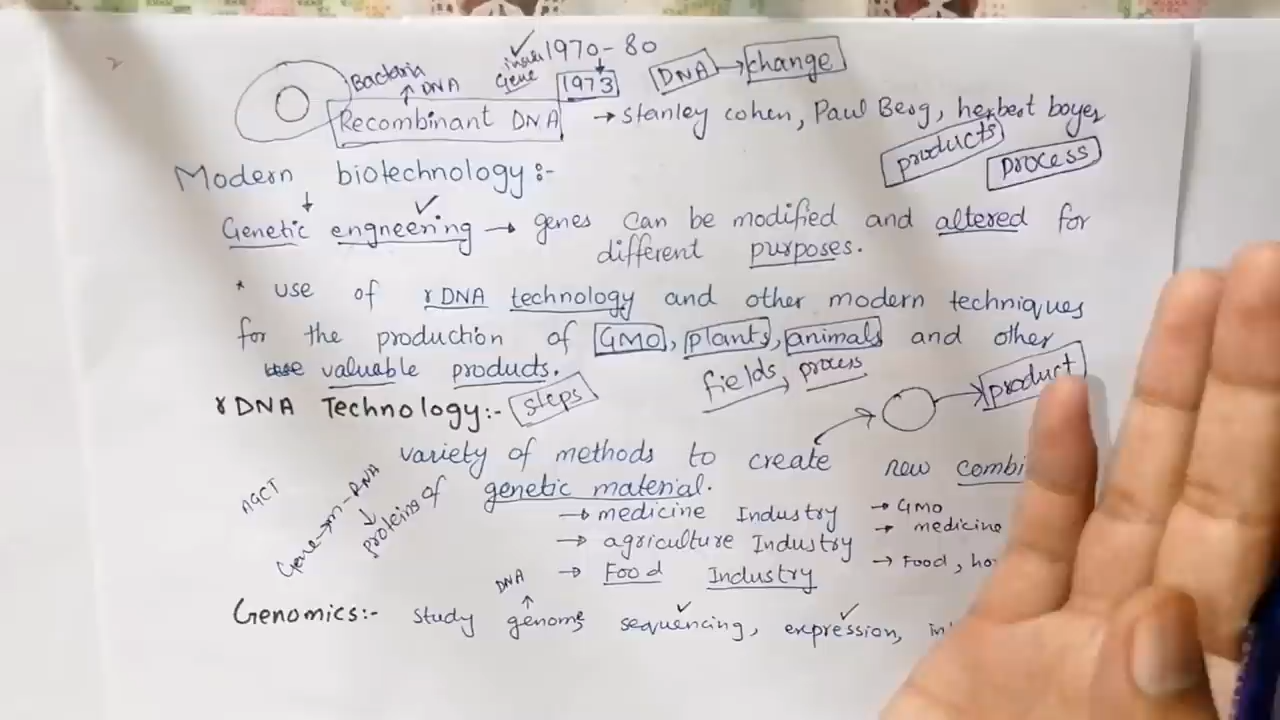 1970-80
Bacteria
DNA
Gene
1973
DNA → change
Recombinant DNA → Stanley cohen, Paul Berg, herbert boyer
products
process
Modern biotechnology:-
Genetic engneering → genes can be modified and altered for
different purposes.
* use of rDNA technology and other modern techniques
for the production of GMO, plants, animals and other
valuable products.
fields, process
product
rDNA Technology:- steps
variety of methods to create new combi
of genetic material.
AGCT
Gene → m-RNA
proteins
→ medicine Industry → GMO
→ medicine
→ agriculture Industry
→ Food, ho
→ Food Industry
DNA
Genomics:- study genome sequencing, expression, in